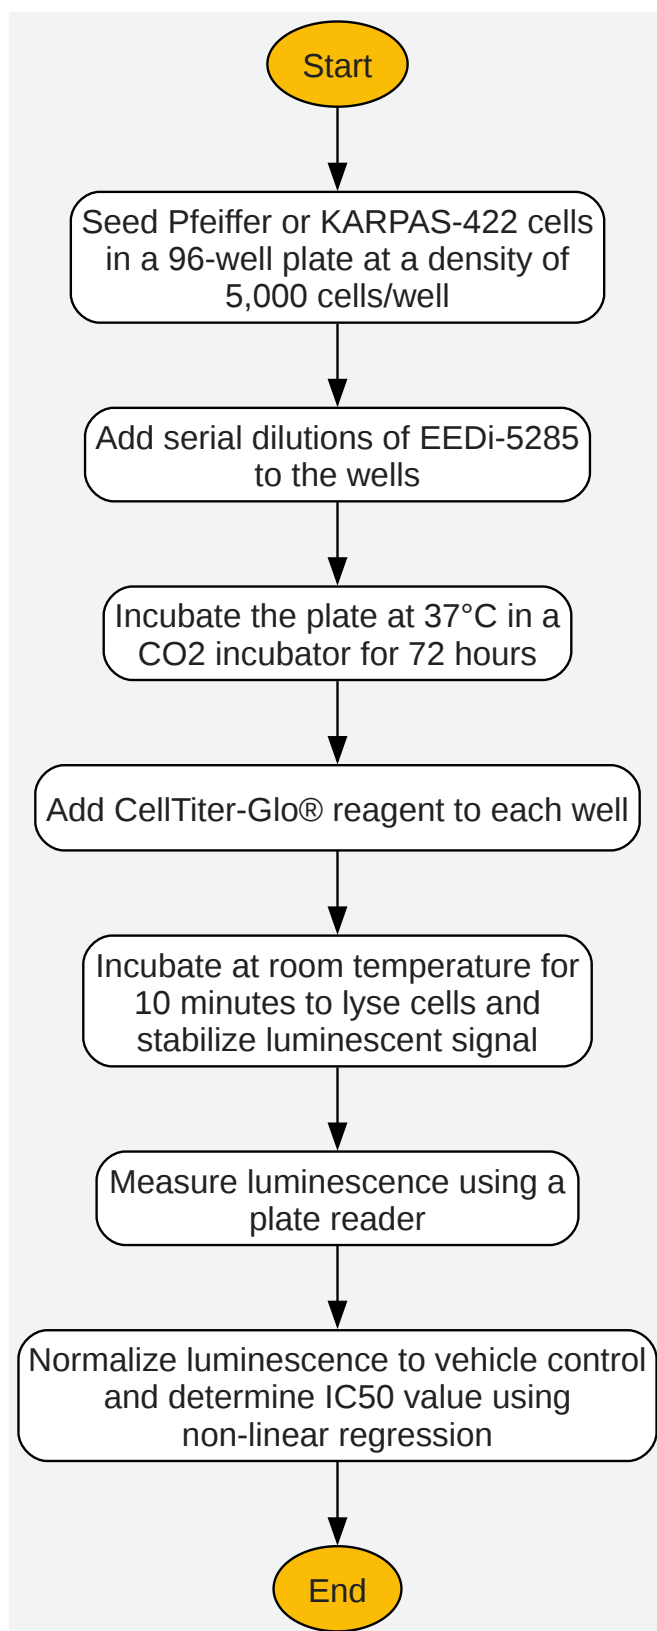 Start
Seed Pfeiffer or KARPAS-422 cells
in a 96-well plate at a density of
5,000 cells/well
Add serial dilutions of EEDi-5285
to the wells
Incubate the plate at 37°C in a
CO2 incubator for 72 hours
Add CellTiter-Glo® reagent to each well
Incubate at room temperature for
10 minutes to lyse cells and
stabilize luminescent signal
Measure luminescence using a
plate reader
Normalize luminescence to vehicle control
and determine IC50 value using
non-linear regression
End